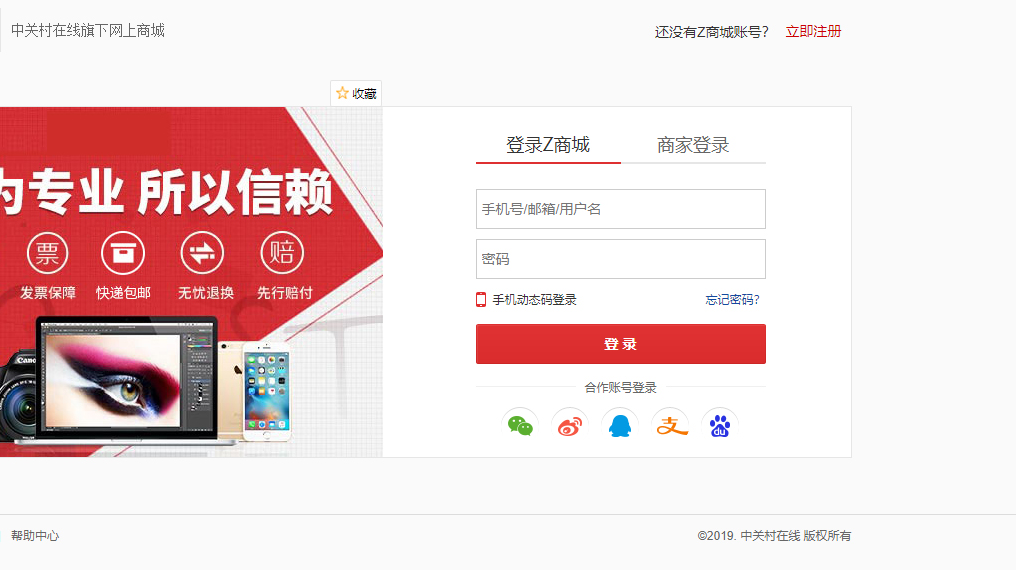 中关村在线旗下网上商城
还没有Z商城账号? 立即注册
收藏
为专业 所以信赖
票 赔
发票保障 快递包邮 无忧退换 先行赔付
Canon
登录Z商城 商家登录
手机号/邮箱/用户名
密码
手机动态码登录 忘记密码?
登 录
合作账号登录
支 du
帮助中心 ©2019. 中关村在线 版权所有